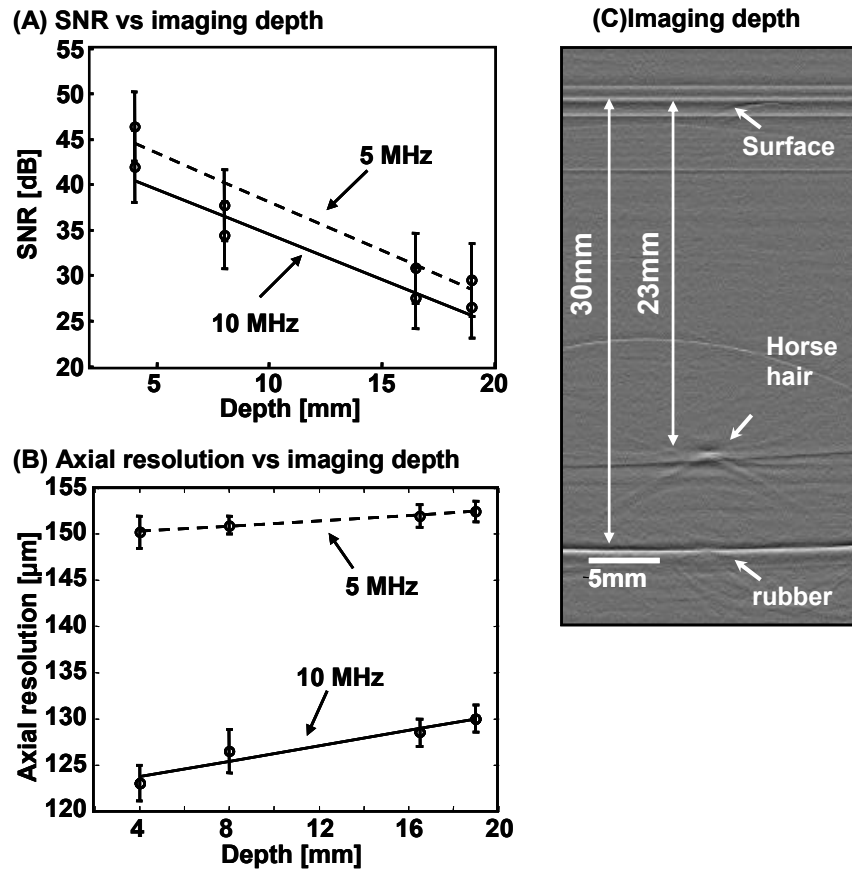 (A) SNR vs imaging depth
55
50
45
40
35
30
25
20
SNR [dB]
5 MHz
10 MHz
5
10
15
20
Depth [mm]
(B) Axial resolution vs imaging depth
155
150
145
140
135
130
125
120
Axial resolution [µm]
5 MHz
10 MHz
4
8
12
16
20
Depth [mm]
(C)Imaging depth
Surface
30mm
23mm
Horse
hair
5mm
rubber